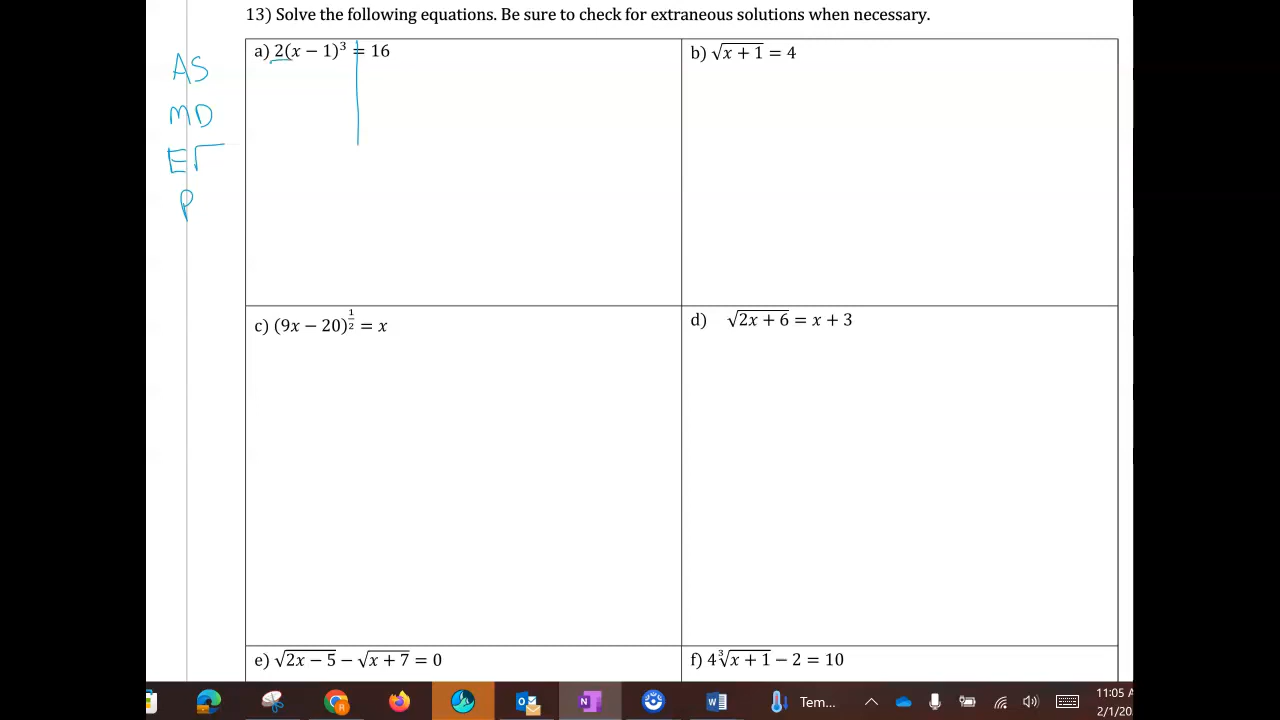 13) Solve the following equations. Be sure to check for extraneous solutions when necessary.
a) 2(x − 1)³ = 16
b) √(x + 1) = 4
AS
MD
E√
P
c) (9x − 20)^(1/2) = x
d) √(2x + 6) = x + 3
e) √(2x − 5) − √(x + 7) = 0
f) 4∛(x + 1) − 2 = 10
Tem...
11:05 A
2/1/20